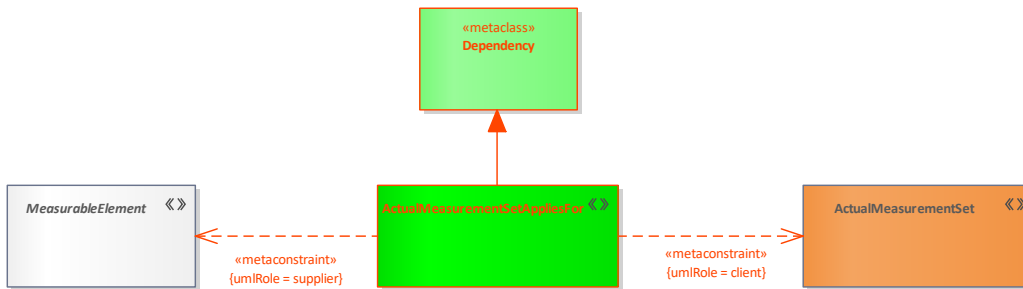 «metaclass»
Dependency
MeasurableElement «»
ActualMeasurementSetAppliesFor «»
ActualMeasurementSet «»
«metaconstraint»
{umlRole = supplier}
«metaconstraint»
{umlRole = client}